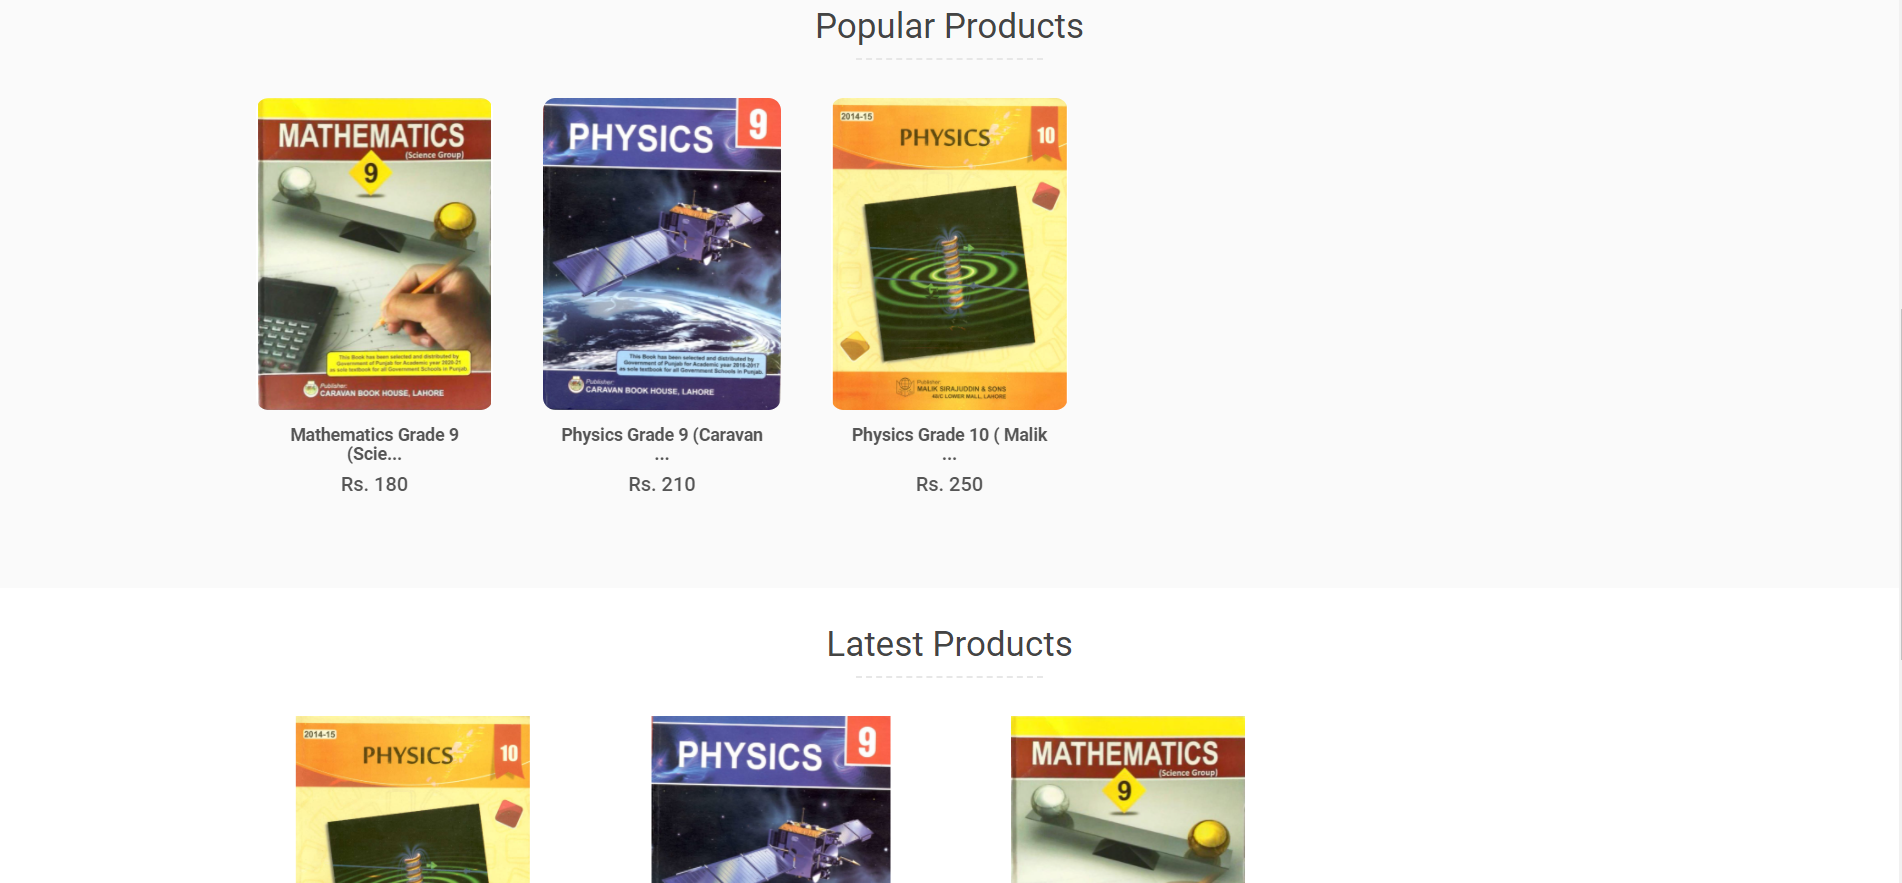 Popular Products
MATHEMATICS
(Science Group)
9
This Book has been selected and distributed by
Government of Punjab for Academic year 2020-21
as sole textbook for all Government Schools in Punjab.
Publisher:
CARAVAN BOOK HOUSE, LAHORE
PHYSICS
9
This Book has been selected and distributed by
Government of Punjab for Academic year 2016-2017
as sole textbook for all Government Schools in Punjab.
Publisher:
CARAVAN BOOK HOUSE, LAHORE
2014-15
PHYSICS
10
Publisher:
MALIK SIRAJUDDIN & SONS
48/C LOWER MALL, LAHORE
Mathematics Grade 9
(Scie...
Rs. 180
Physics Grade 9 (Caravan
...
Rs. 210
Physics Grade 10 ( Malik
...
Rs. 250
Latest Products
2014-15
PHYSICS
10
PHYSICS
9
MATHEMATICS
(Science Group)
9